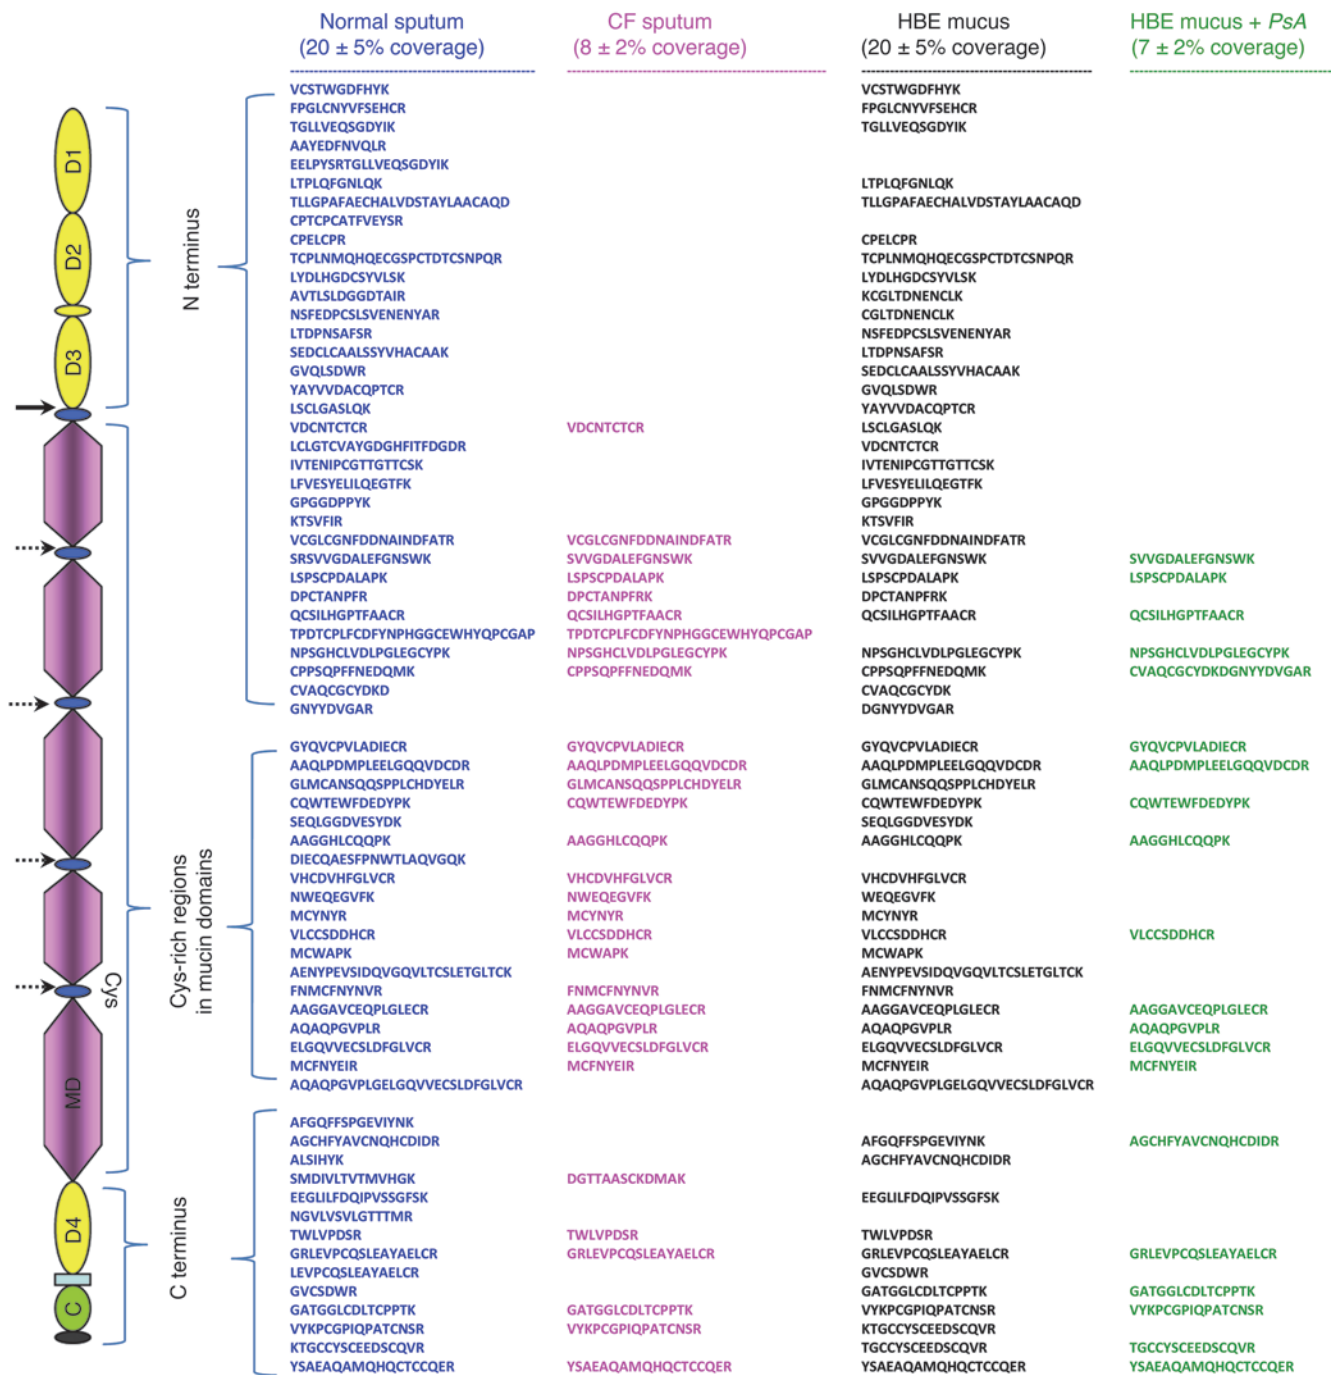 Normal sputum
(20 ± 5% coverage)
CF sputum
(8 ± 2% coverage)
HBE mucus
(20 ± 5% coverage)
HBE mucus + PsA
(7 ± 2% coverage)
D1
D2
D3
Cys
MD
D4
C
N terminus
Cys-rich regions
in mucin domains
C terminus
VCSTWGDFHYK
FPGLCNYVFSEHCR
TGLLVEQSGDYIK
AAYEDFNVQLR
EELPYSRTGLLVEQSGDYIK
LTPLQFGNLQK
TLLGPAFAECHALVDSTAYLAACAQD
CPTCPCATFVEYSR
CPELCPR
TCPLNMQHQECGSPCTDTCSNPQR
LYDLHGDCSYVLSK
AVTLSLDGGDTAIR
NSFEDPCSLSVENENYAR
LTDPNSAFSR
SEDCLCAALSSYVHACAAK
GVQLSDWR
YAYVVDACQPTCR
LSCLGASLQK
VDCNTCTCR
LCLGTCVAYGDGHFITFDGDR
IVTENIPCGTTGTTCSK
LFVESYELILQEGTFK
GPGGDPPYK
KTSVFIR
VCGLCGNFDDNAINDFATR
SRSVVGDALEFGNSWK
LSPSCPDALAPK
DPCTANPFR
QCSILHGPTFAACR
TPDTCPLFCDFYNPHGGCEWHYQPCGAP
NPSGHCLVDLPGLEGCYPK
CPPSQPFFNEDQMK
CVAQCGCYDKD
GNYYDVGAR
GYQVCPVLADIECR
AAQLPDMPLEELGQQVDCDR
GLMCANSQQSPPLCHDYELR
CQWTEWFDEDYPK
SEQLGGDVESYDK
AAGGHLCQQPK
DIECQAESFPNWTLAQVGQK
VHCDVHFGLVCR
NWEQEGVFK
MCYNYR
VLCCSDDHCR
MCWAPK
AENYPEVSIDQVGQVLTCSLETGLTCK
FNMCFNYNVR
AAGGAVCEQPLGLECR
AQAQPGVPLR
ELGQVVECSLDFGLVCR
MCFNYEIR
AQAQPGVPLGELGQVVECSLDFGLVCR
AFGQFFSPGEVIYNK
AGCHFYAVCNQHCDIDR
ALSIHYK
SMDIVLTVTMVHGK
EEGLILFDQIPVSSGFSK
NGVLVSVLGTTTMR
TWLVPDSR
GRLEVPCQSLEAYAELCR
LEVPCQSLEAYAELCR
GVCSDWR
GATGGLCDLTCPPTK
VYKPCGPIQPATCNSR
KTGCCYSCEEDSCQVR
YSAEAQAMQHQCTCCQER
VDCNTCTCR
VCGLCGNFDDNAINDFATR
SVVGDALEFGNSWK
LSPSCPDALAPK
DPCTANPFRK
QCSILHGPTFAACR
TPDTCPLFCDFYNPHGGCEWHYQPCGAP
NPSGHCLVDLPGLEGCYPK
CPPSQPFFNEDQMK
GYQVCPVLADIECR
AAQLPDMPLEELGQQVDCDR
GLMCANSQQSPPLCHDYELR
CQWTEWFDEDYPK
AAGGHLCQQPK
VHCDVHFGLVCR
NWEQEGVFK
MCYNYR
VLCCSDDHCR
MCWAPK
FNMCFNYNVR
AAGGAVCEQPLGLECR
AQAQPGVPLR
ELGQVVECSLDFGLVCR
MCFNYEIR
DGTTAASCKDMAK
TWLVPDSR
GRLEVPCQSLEAYAELCR
GATGGLCDLTCPPTK
VYKPCGPIQPATCNSR
YSAEAQAMQHQCTCCQER
VCSTWGDFHYK
FPGLCNYVFSEHCR
TGLLVEQSGDYIK
LTPLQFGNLQK
TLLGPAFAECHALVDSTAYLAACAQD
CPELCPR
TCPLNMQHQECGSPCTDTCSNPQR
LYDLHGDCSYVLSK
KCGLTDNENCLK
CGLTDNENCLK
NSFEDPCSLSVENENYAR
LTDPNSAFSR
SEDCLCAALSSYVHACAAK
GVQLSDWR
YAYVVDACQPTCR
LSCLGASLQK
VDCNTCTCR
IVTENIPCGTTGTTCSK
LFVESYELILQEGTFK
GPGGDPPYK
KTSVFIR
VCGLCGNFDDNAINDFATR
SVVGDALEFGNSWK
LSPSCPDALAPK
DPCTANPFR
QCSILHGPTFAACR
NPSGHCLVDLPGLEGCYPK
CPPSQPFFNEDQMK
CVAQCGCYDK
DGNYYDVGAR
GYQVCPVLADIECR
AAQLPDMPLEELGQQVDCDR
GLMCANSQQSPPLCHDYELR
CQWTEWFDEDYPK
SEQLGGDVESYDK
AAGGHLCQQPK
VHCDVHFGLVCR
WEQEGVFK
MCYNYR
VLCCSDDHCR
MCWAPK
AENYPEVSIDQVGQVLTCSLETGLTCK
FNMCFNYNVR
AAGGAVCEQPLGLECR
AQAQPGVPLR
ELGQVVECSLDFGLVCR
MCFNYEIR
AQAQPGVPLGELGQVVECSLDFGLVCR
AFGQFFSPGEVIYNK
AGCHFYAVCNQHCDIDR
EEGLILFDQIPVSSGFSK
TWLVPDSR
GRLEVPCQSLEAYAELCR
GVCSDWR
GATGGLCDLTCPPTK
VYKPCGPIQPATCNSR
KTGCCYSCEEDSCQVR
TGCCYSCEEDSCQVR
YSAEAQAMQHQCTCCQER
SVVGDALEFGNSWK
LSPSCPDALAPK
QCSILHGPTFAACR
NPSGHCLVDLPGLEGCYPK
CVAQCGCYDKDGNYYDVGAR
GYQVCPVLADIECR
AAQLPDMPLEELGQQVDCDR
CQWTEWFDEDYPK
AAGGHLCQQPK
VLCCSDDHCR
AAGGAVCEQPLGLECR
AQAQPGVPLR
ELGQVVECSLDFGLVCR
MCFNYEIR
AGCHFYAVCNQHCDIDR
GRLEVPCQSLEAYAELCR
GATGGLCDLTCPPTK
VYKPCGPIQPATCNSR
TGCCYSCEEDSCQVR
YSAEAQAMQHQCTCCQER